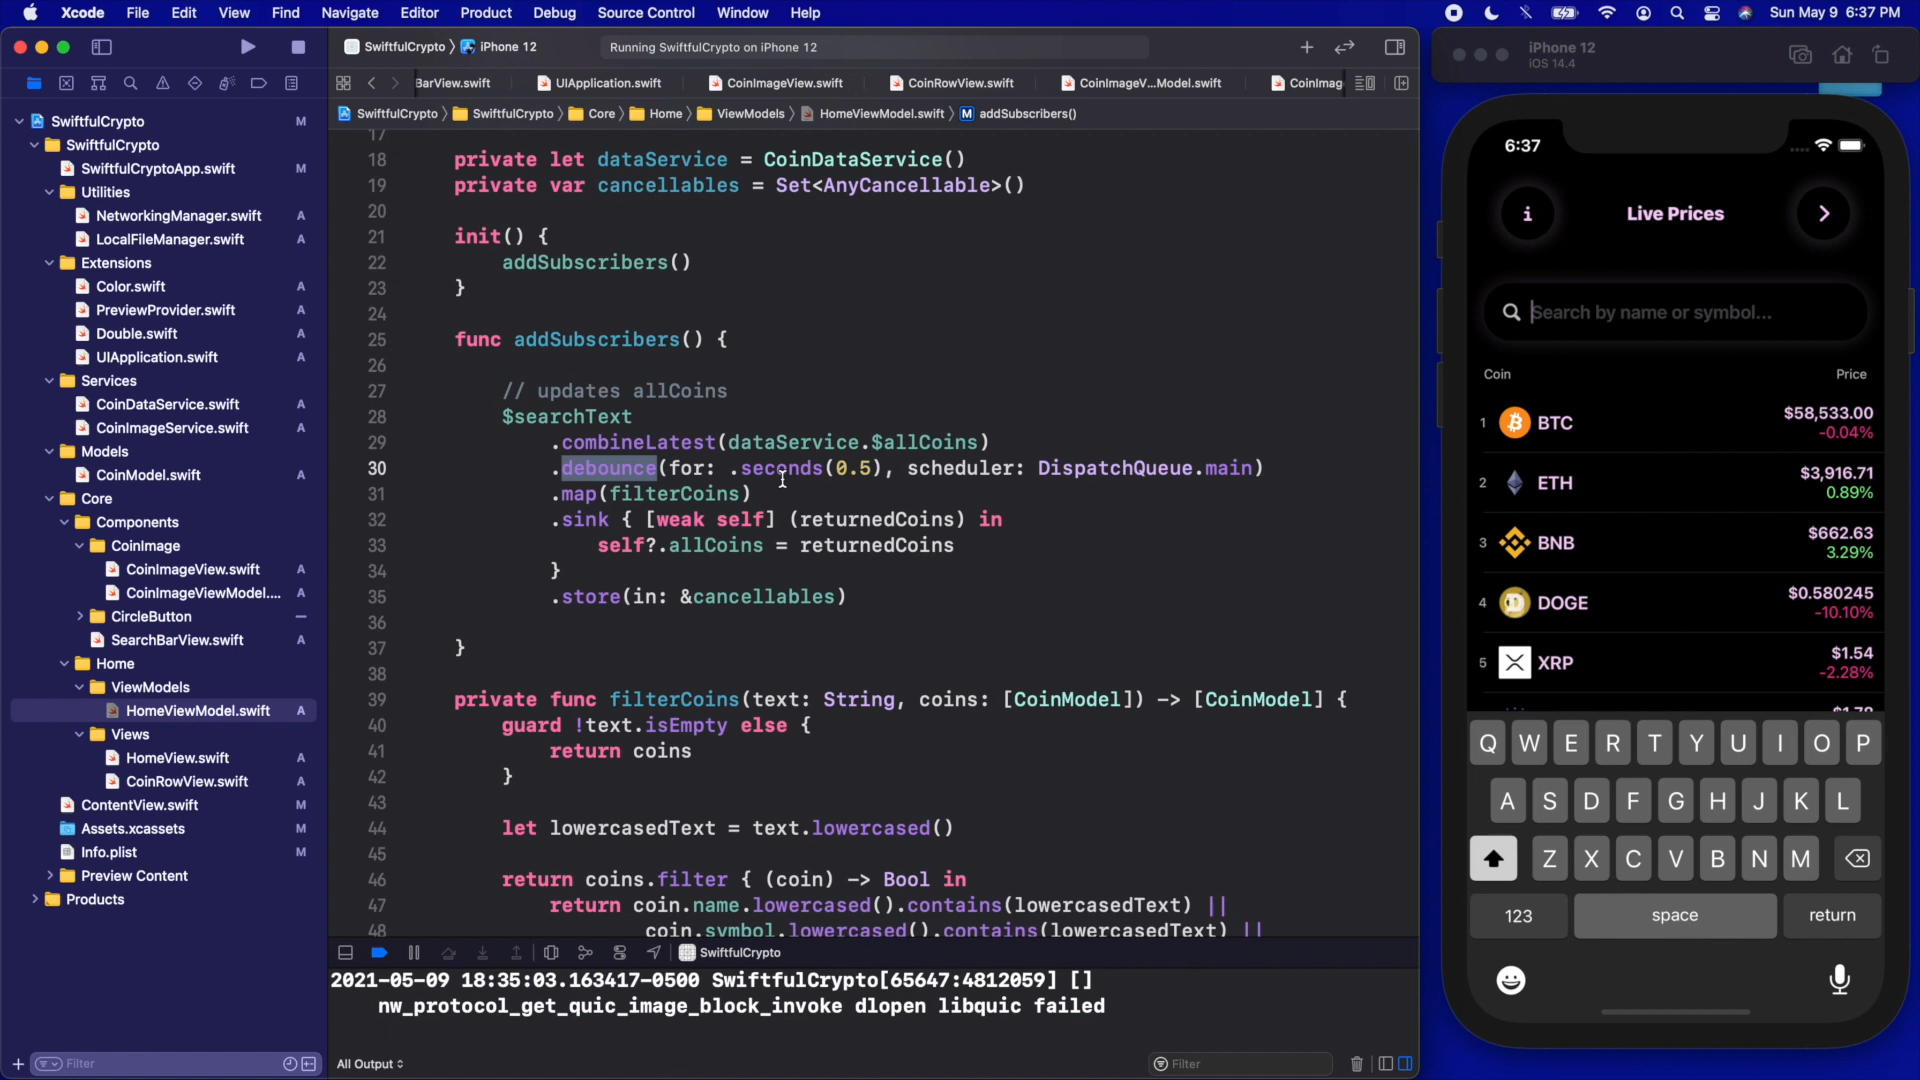 Xcode File Edit View Find Navigate Editor Product Debug Source Control Window Help
Sun May 9 6:37 PM
SwiftfulCrypto iPhone 12
Running SwiftfulCrypto on iPhone 12
BarView.swift UIApplication.swift CoinImageView.swift CoinRowView.swift CoinImageV...Model.swift CoinImag
SwiftfulCrypto SwiftfulCrypto Core Home ViewModels HomeViewModel.swift M addSubscribers()
SwiftfulCrypto M
SwiftfulCrypto
SwiftfulCryptoApp.swift M
Utilities
NetworkingManager.swift A
LocalFileManager.swift A
Extensions
Color.swift A
PreviewProvider.swift A
Double.swift A
UIApplication.swift A
Services
CoinDataService.swift A
CoinImageService.swift A
Models
CoinModel.swift A
Core
Components
CoinImage
CoinImageView.swift A
CoinImageViewModel.... A
CircleButton
SearchBarView.swift A
Home
ViewModels
HomeViewModel.swift A
Views
HomeView.swift A
CoinRowView.swift A
ContentView.swift M
Assets.xcassets M
Info.plist M
Preview Content
Products
Filter
17
18 private let dataService = CoinDataService()
19 private var cancellables = Set<AnyCancellable>()
20
21 init() {
22 addSubscribers()
23 }
24
25 func addSubscribers() {
26
27 // updates allCoins
28 $searchText
29 .combineLatest(dataService.$allCoins)
30 .debounce(for: .seconds(0.5), scheduler: DispatchQueue.main)
31 .map(filterCoins)
32 .sink { [weak self] (returnedCoins) in
33 self?.allCoins = returnedCoins
34 }
35 .store(in: &cancellables)
36
37 }
38
39 private func filterCoins(text: String, coins: [CoinModel]) -> [CoinModel] {
40 guard !text.isEmpty else {
41 return coins
42 }
43
44 let lowercasedText = text.lowercased()
45
46 return coins.filter { (coin) -> Bool in
47 return coin.name.lowercased().contains(lowercasedText) ||
48 coin.symbol.lowercased().contains(lowercasedText) ||
SwiftfulCrypto
2021-05-09 18:35:03.163417-0500 SwiftfulCrypto[65647:4812059] []
nw_protocol_get_quic_image_block_invoke dlopen libquic failed
All Output
Filter
iPhone 12
iOS 14.4
6:37
i
Live Prices
Search by name or symbol...
Coin Price
1 BTC $58,533.00
-0.04%
2 ETH $3,916.71
0.89%
3 BNB $662.63
3.29%
4 DOGE $0.580245
-10.10%
5 XRP $1.54
-2.28%
Q W E R T Y U I O P
A S D F G H J K L
Z X C V B N M
123 space return